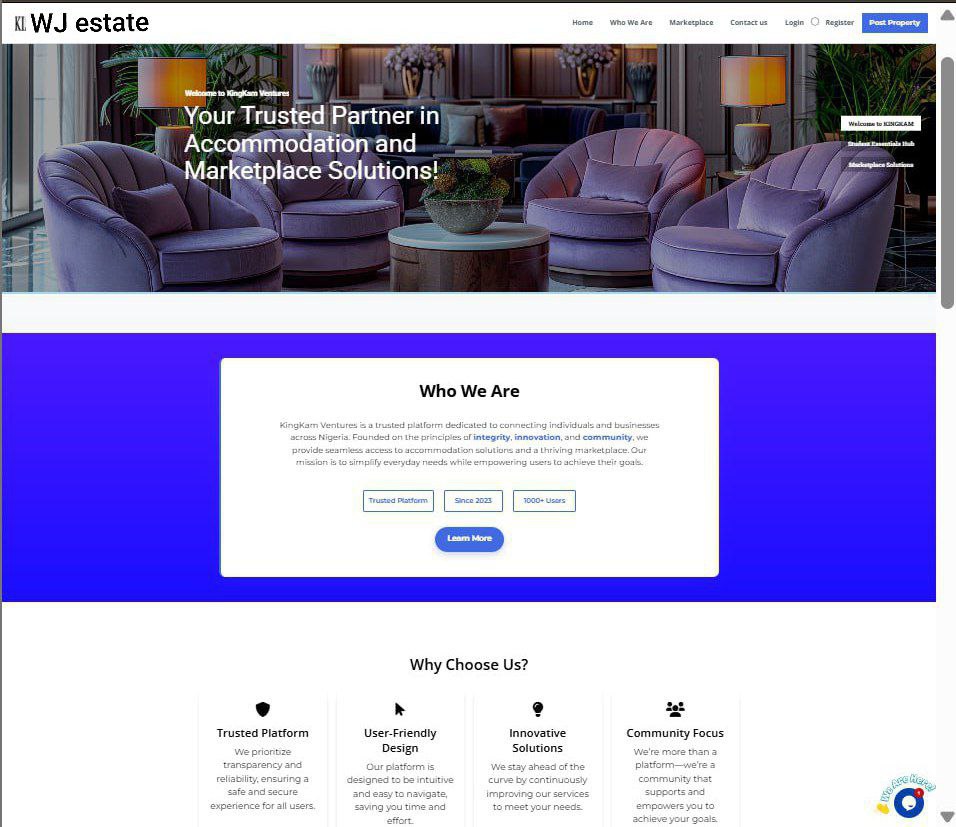 KL WJ estate
Home Who We Are Marketplace Contact us Login Register Post Property
Welcome to KingKam Ventures
Your Trusted Partner in
Accommodation and
Marketplace Solutions!
Welcome to KINGKAM
Student Essentials Hub
Marketplace Solutions
Who We Are
KingKam Ventures is a trusted platform dedicated to connecting individuals and businesses
across Nigeria. Founded on the principles of integrity, innovation, and community, we
provide seamless access to accommodation solutions and a thriving marketplace. Our
mission is to simplify everyday needs while empowering users to achieve their goals.
Trusted Platform Since 2023 1000+ Users
Learn More
Why Choose Us?
Trusted Platform
We prioritize
transparency and
reliability, ensuring a
safe and secure
experience for all users.
User-Friendly
Design
Our platform is
designed to be intuitive
and easy to navigate,
saving you time and
effort.
Innovative
Solutions
We stay ahead of the
curve by continuously
improving our services
to meet your needs.
Community Focus
We're more than a
platform—we're a
community that
supports and
empowers you to
achieve your goals.
We Are Here!